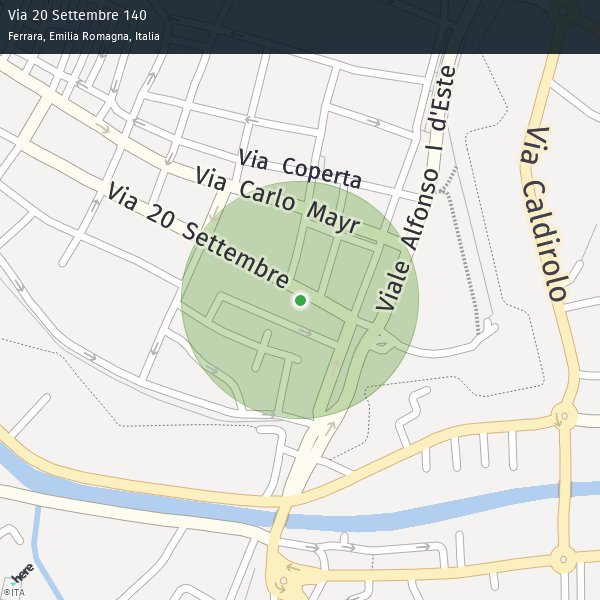 Via 20 Settembre 140
Ferrara, Emilia Romagna, Italia
Via Coperta
Via Carlo Mayr
Via 20 Settembre
Viale Alfonso I d'Este
Via Caldirolo
here
©ITA